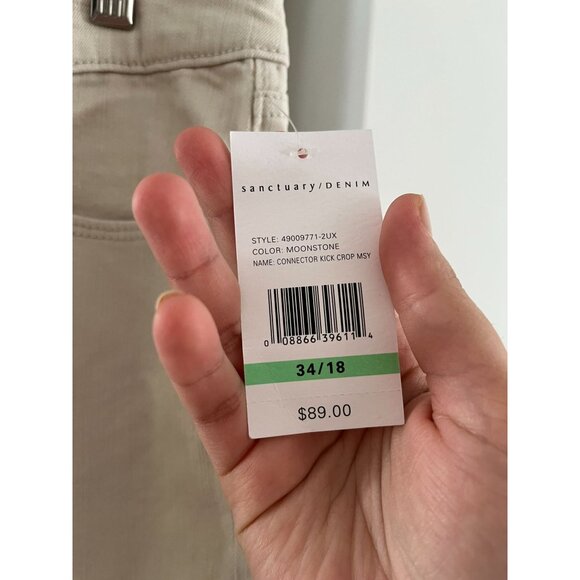 sanctuary/DENIM
STYLE: 49009771-2UX
COLOR: MOONSTONE
NAME: CONNECTOR KICK CROP MSY
0 08866 39611 4
34/18
$89.00